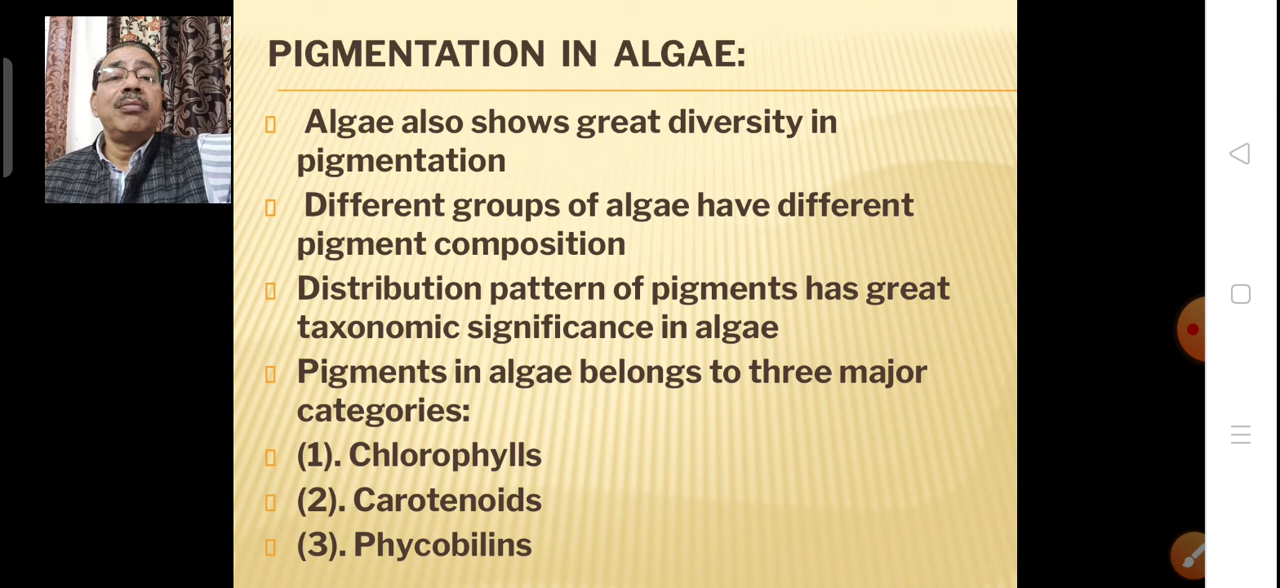 PIGMENTATION IN ALGAE:
Algae also shows great diversity in
pigmentation
Different groups of algae have different
pigment composition
Distribution pattern of pigments has great
taxonomic significance in algae
Pigments in algae belongs to three major
categories:
(1). Chlorophylls
(2). Carotenoids
(3). Phycobilins